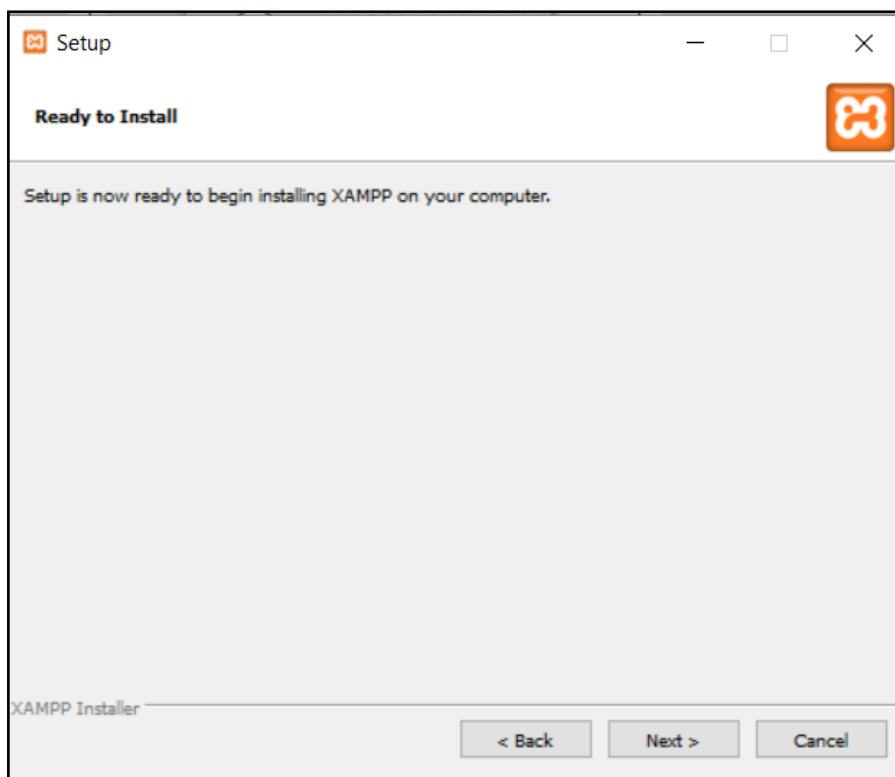 Setup
Ready to Install
Setup is now ready to begin installing XAMPP on your computer.
XAMPP Installer
< Back
Next >
Cancel